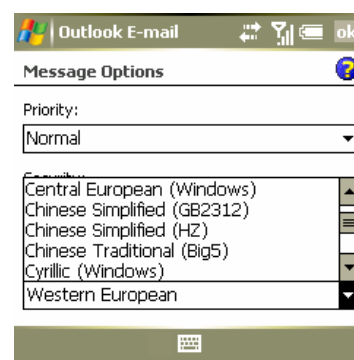 Outlook E-mail
ok
Message Options
Priority:
Normal
Central European (Windows)
Chinese Simplified (GB2312)
Chinese Simplified (HZ)
Chinese Traditional (Big5)
Cyrillic (Windows)
Western European